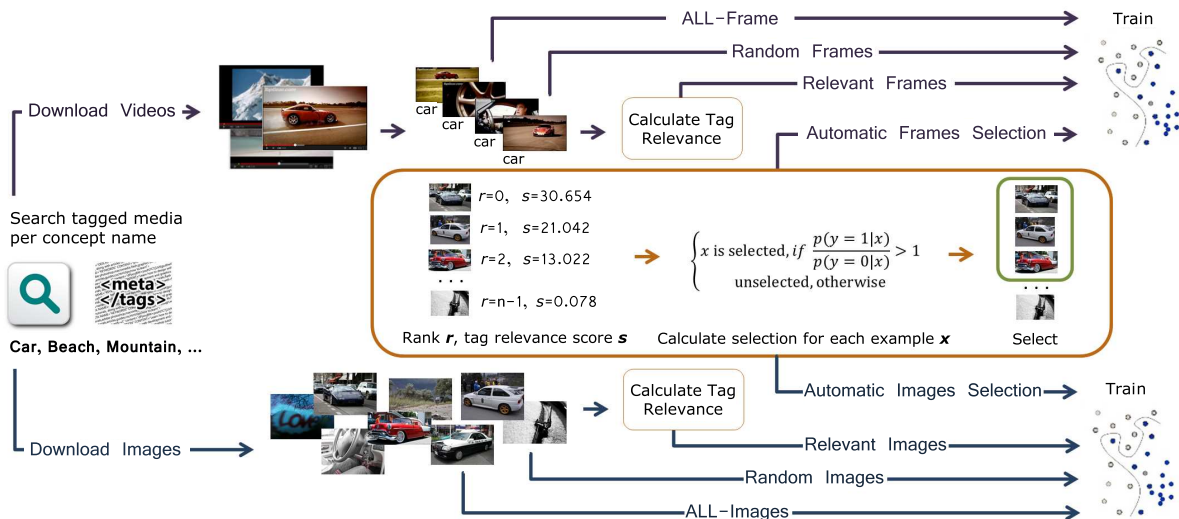 ALL-Frame
Train
Random Frames
Download Videos
car
car
car
car
Calculate Tag
Relevance
Relevant Frames
Automatic Frames Selection
Search tagged media
per concept name
<meta>
</tags>
Car, Beach, Mountain, ...
r=0, s=30.654
r=1, s=21.042
r=2, s=13.022
...
r=n-1, s=0.078
Rank r, tag relevance score s
{x is selected, if p(y = 1|x)/p(y = 0|x) > 1
unselected, otherwise
Calculate selection for each example x
...
Select
Download Images
LOVE
Calculate Tag
Relevance
Automatic Images Selection
Train
Relevant Images
Random Images
ALL-Images